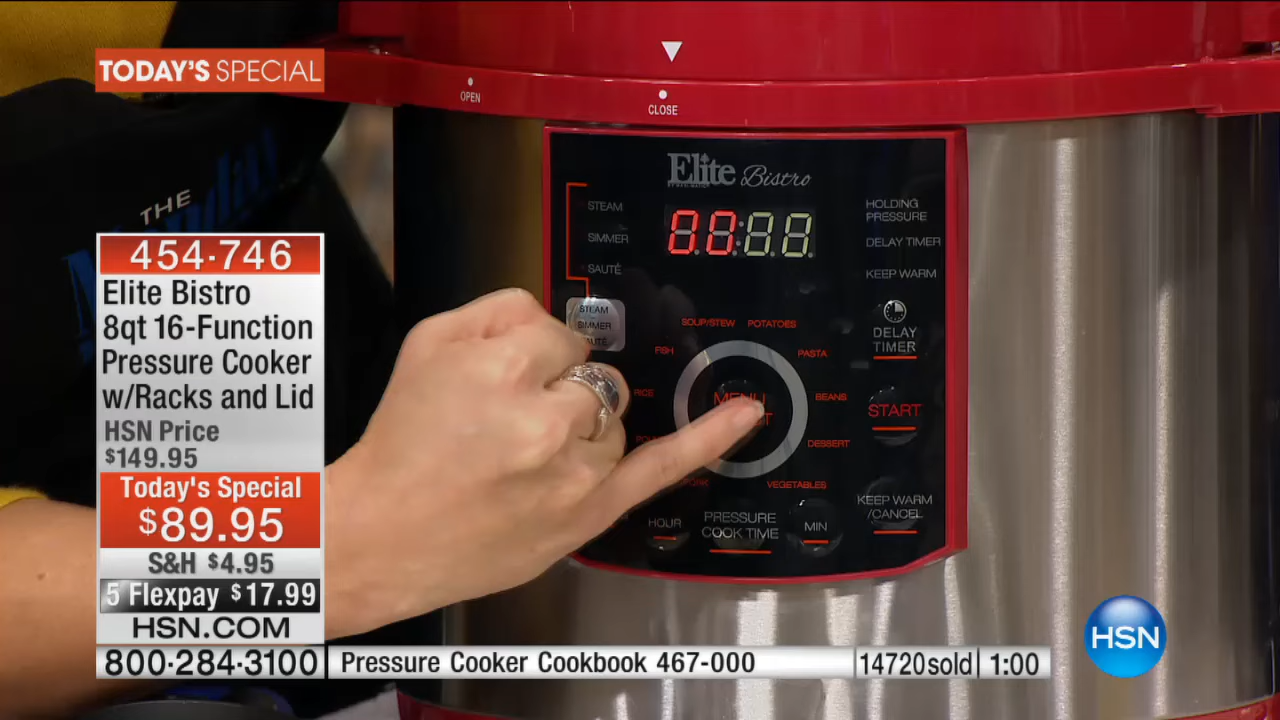 TODAY'S SPECIAL
OPEN
CLOSE
THE
454-746
Elite Bistro
8qt 16-Function
Pressure Cooker
w/Racks and Lid
HSN Price
$149.95
Today's Special
$89.95
S&H $4.95
5 Flexpay $17.99
HSN.COM
800-284-3100
Pressure Cooker Cookbook 467-000
14720sold
1:00
HSN
Elite Bistro
STEAM
SIMMER
SAUTÉ
STEAM
SIMMER
HOLDING
PRESSURE
DELAY TIMER
KEEP WARM
DELAY
TIMER
START
KEEP WARM
/CANCEL
SOUP/STEW
POTATOES
FISH
PASTA
RICE
BEANS
DESSERT
VEGETABLES
MENU
HOUR
PRESSURE
COOK TIME
MIN